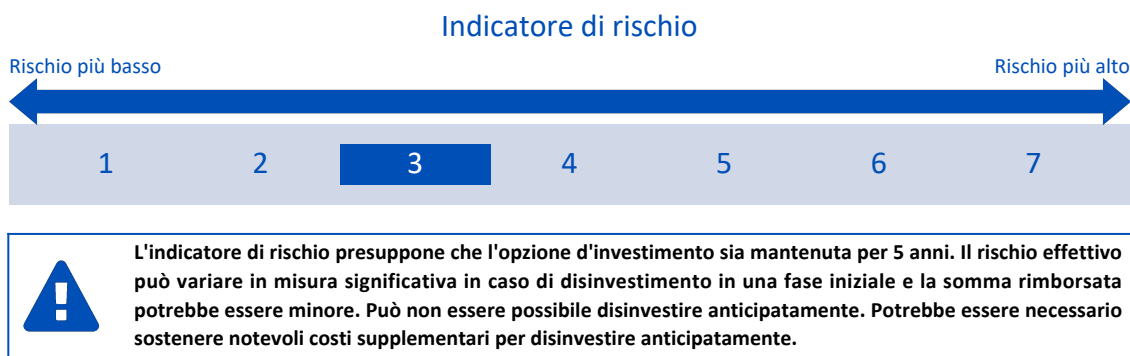 Indicatore di rischio
Rischio più basso
Rischio più alto
1 2 3 4 5 6 7
L'indicatore di rischio presuppone che l'opzione d'investimento sia mantenuta per 5 anni. Il rischio effettivo
può variare in misura significativa in caso di disinvestimento in una fase iniziale e la somma rimborsata
potrebbe essere minore. Può non essere possibile disinvestire anticipatamente. Potrebbe essere necessario
sostenere notevoli costi supplementari per disinvestire anticipatamente.